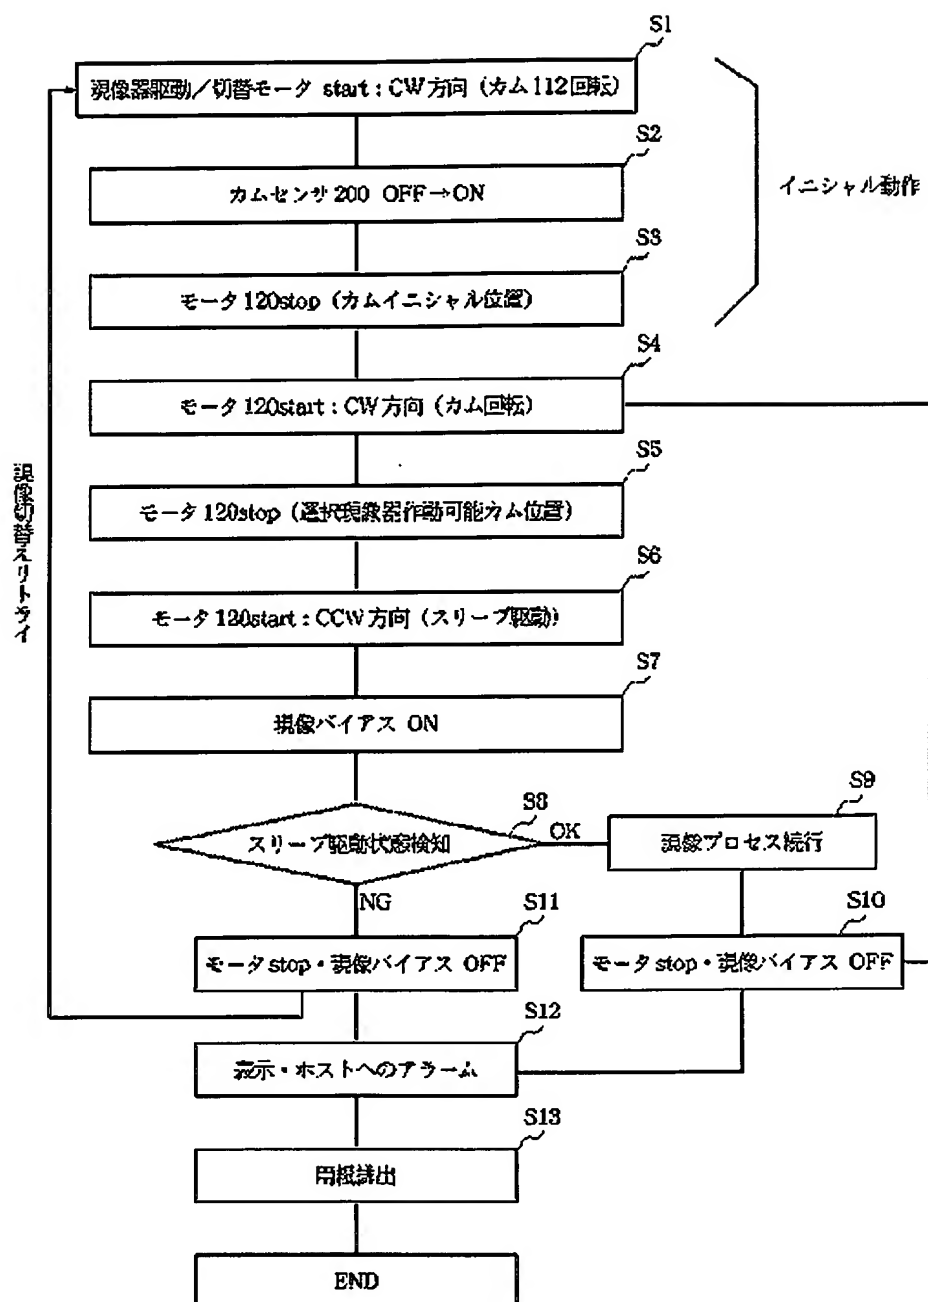 S1
現像器駆動/切替モータ start:CW方向(カム112回転)
S2
カムセンサ200 OFF→ON
イニシャル動作
S3
モータ120stop(カムイニシャル位置)
S4
モータ120start:CW方向(カム回転)
S5
モータ120stop(選択現像器作動可能カム位置)
S6
モータ120start:CCW方向(スリーブ駆動)
S7
現像バイアス ON
現像切替えリトライ
S8
スリーブ駆動状態検知
OK
NG
S9
現像プロセス続行
S10
モータstop・現像バイアス OFF
S11
モータstop・現像バイアス OFF
S12
表示・ホストへのアラーム
S13
用紙排出
END